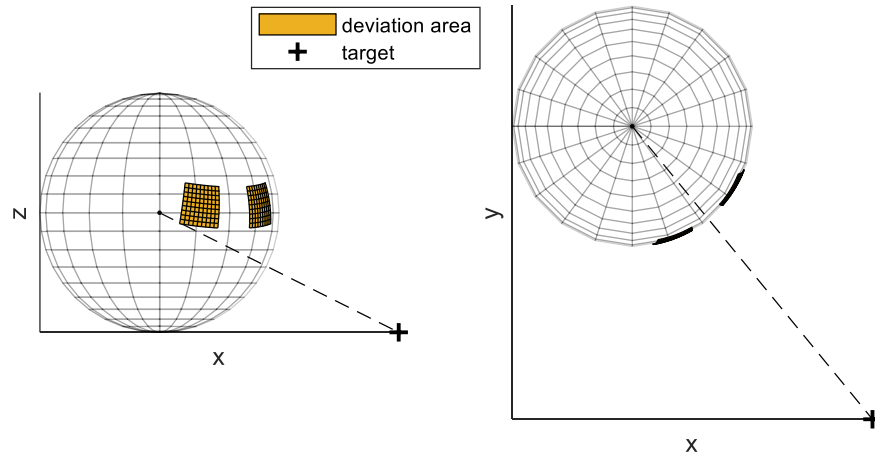 deviation area
target
z
x
y
x